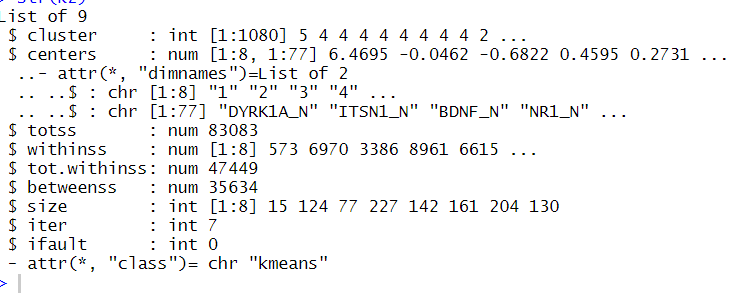 List of 9
 $ cluster     : int [1:1080] 5 4 4 4 4 4 4 4 4 2 ...
 $ centers     : num [1:8, 1:77] 6.4695 -0.0462 -0.6822 0.4595 0.2731 ...
  ..- attr(*, "dimnames")=List of 2
  .. ..$ : chr [1:8] "1" "2" "3" "4" ...
  .. ..$ : chr [1:77] "DYRK1A_N" "ITSN1_N" "BDNF_N" "NR1_N" ...
 $ totss       : num 83083
 $ withinss    : num [1:8] 573 6970 3386 8961 6615 ...
 $ tot.withinss: num 47449
 $ betweenss   : num 35634
 $ size        : int [1:8] 15 124 77 227 142 161 204 130
 $ iter        : int 7
 $ ifault      : int 0
 - attr(*, "class")= chr "kmeans"
>